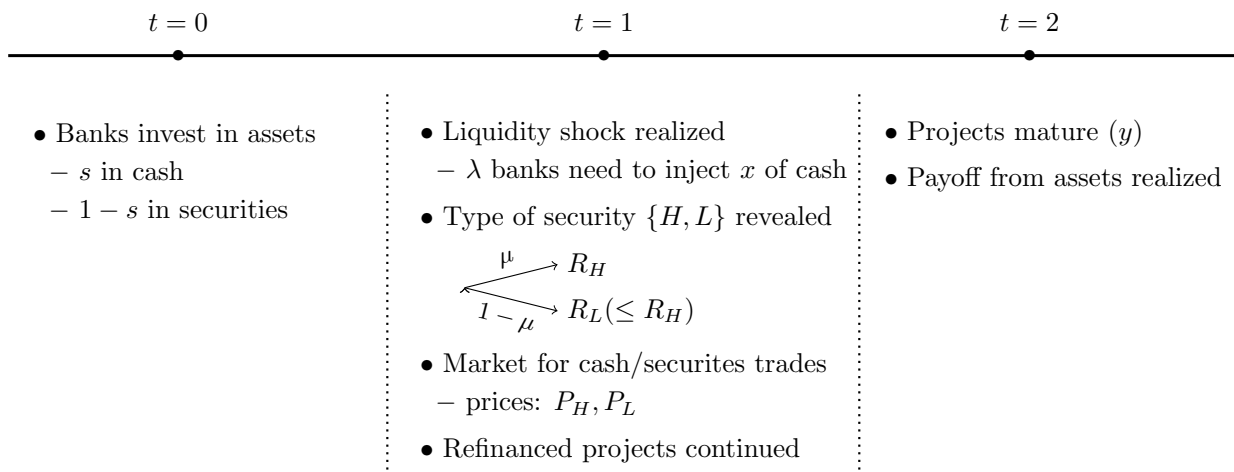 t = 0
t = 1
t = 2
• Banks invest in assets
– s in cash
– 1 − s in securities
• Liquidity shock realized
– λ banks need to inject x of cash
• Type of security {H, L} revealed
μ
R_H
1 − μ
R_L(≤ R_H)
• Market for cash/securites trades
– prices: P_H, P_L
• Refinanced projects continued
• Projects mature (y)
• Payoff from assets realized